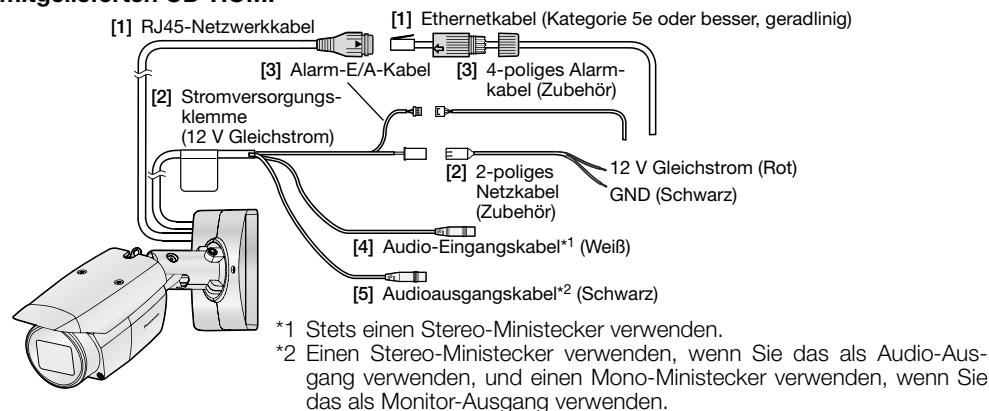 mitgelieferten CD-ROM.
[1] RJ45-Netzwerkkabel
[1] Ethernetkabel (Kategorie 5e oder besser, geradlinig)
[3] Alarm-E/A-Kabel
[3] 4-poliges Alarm-
kabel (Zubehör)
[2] Stromversorgungs-
klemme
(12 V Gleichstrom)
[2] 2-poliges
Netzkabel
(Zubehör)
12 V Gleichstrom (Rot)
GND (Schwarz)
[4] Audio-Eingangskabel*1 (Weiß)
[5] Audioausgangskabel*2 (Schwarz)
*1 Stets einen Stereo-Ministecker verwenden.
*2 Einen Stereo-Ministecker verwenden, wenn Sie das als Audio-Aus-
gang verwenden, und einen Mono-Ministecker verwenden, wenn Sie
das als Monitor-Ausgang verwenden.